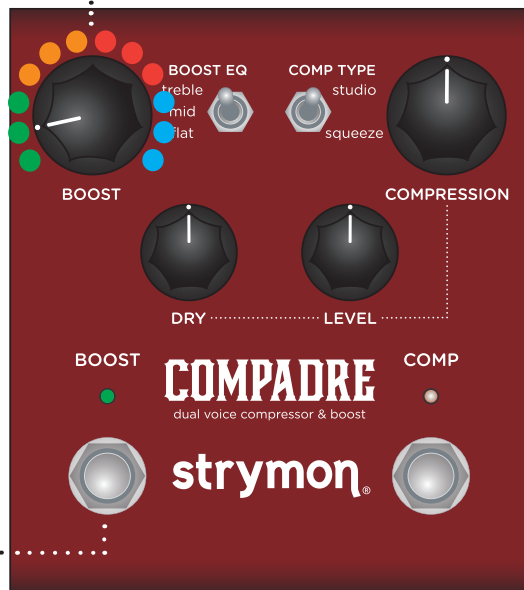 BOOST EQ
treble
mid
flat
COMP TYPE
studio
squeeze
BOOST
COMPRESSION
DRY
LEVEL
BOOST
COMP
COMPADRE
dual voice compressor & boost
strymon®